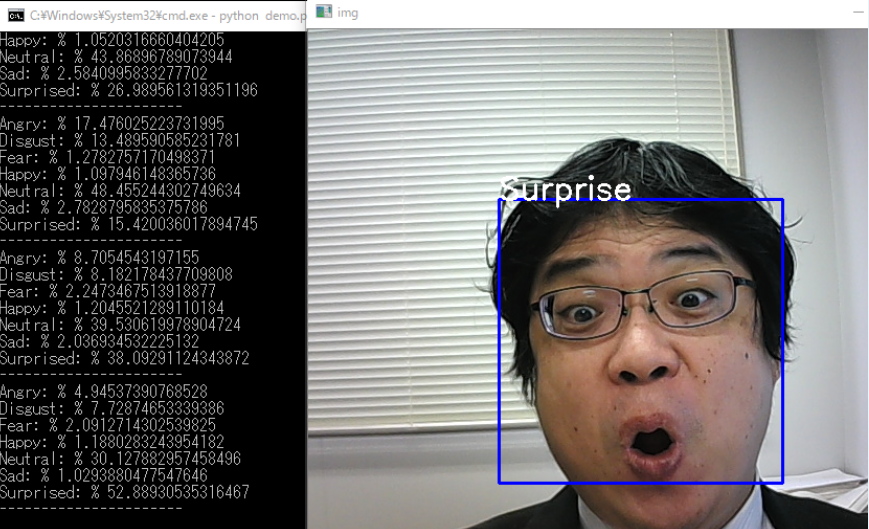 C:¥Windows¥System32¥cmd.exe - python demo.p
Happy: % 1.0520316660404205
Neutral: % 43.86896789073944
Sad: % 2.5840995833277702
Surprised: % 26.989561319351196
----------------------
Angry: % 17.476025223731995
Disgust: % 13.489590585231781
Fear: % 1.2782757170498371
Happy: % 1.097946148365736
Neutral: % 48.455244302749634
Sad: % 2.7828795835375786
Surprised: % 15.420036017894745
----------------------
Angry: % 8.7054543197155
Disgust: % 8.182178437709808
Fear: % 2.2473467513918877
Happy: % 1.2045521289110184
Neutral: % 39.530619978904724
Sad: % 2.036934532225132
Surprised: % 38.09291124343872
----------------------
Angry: % 4.94537390768528
Disgust: % 7.72874653339386
Fear: % 2.0912714302539825
Happy: % 1.1880283243954182
Neutral: % 30.127882957458496
Sad: % 1.0293880477547646
Surprised: % 52.88930535316467
----------------------
img
Surprise